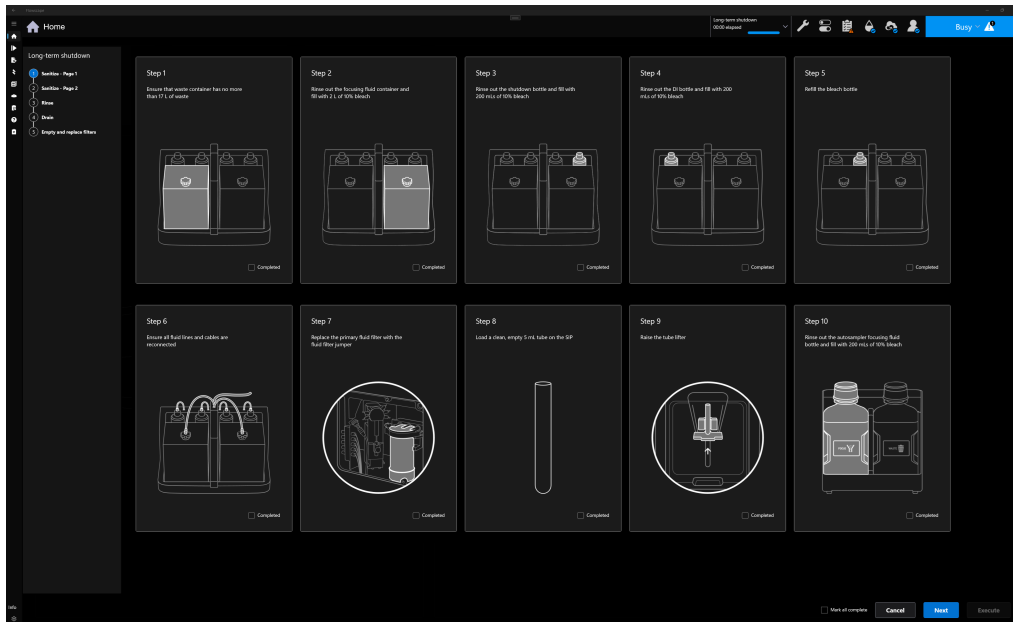 Home
Long-term shutdown
00:00 elapsed
Busy
Long-term shutdown
1 Sanitize - Page 1
2 Sanitize - Page 2
3 Rinse
4 Drain
5 Empty and replace filters
Step 1
Ensure that waste container has no more
than 17 L of waste
Completed
Step 2
Rinse out the focusing fluid container and
fill with 2 L of 10% bleach
Completed
Step 3
Rinse out the shutdown bottle and fill with
200 mLs of 10% bleach
Completed
Step 4
Rinse out the DI bottle and fill with 200
mLs of 10% bleach
Completed
Step 5
Refill the bleach bottle
Completed
Step 6
Ensure all fluid lines and cables are
reconnected
Completed
Step 7
Replace the primary fluid filter with the
fluid filter jumper
Completed
Step 8
Load a clean, empty 5 mL tube on the SIP
Step 9
Raise the tube lifter
Completed
Step 10
Rinse out the autosampler focusing fluid
bottle and fill with 200 mLs of 10% bleach
Completed
Info
Mark all complete
Cancel
Next
Execute